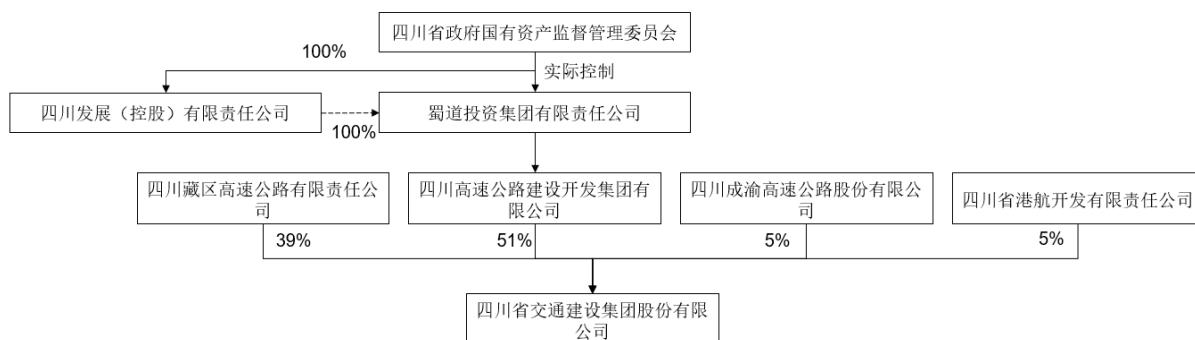 四川省政府国有资产监督管理委员会
100%
实际控制
四川发展（控股）有限责任公司
100%
蜀道投资集团有限责任公司
四川藏区高速公路有限责任公
司
四川高速公路建设开发集团有
限公司
四川成渝高速公路股份有限公
司
四川省港航开发有限责任公司
39%
51%
5%
5%
四川省交通建设集团股份有限
公司